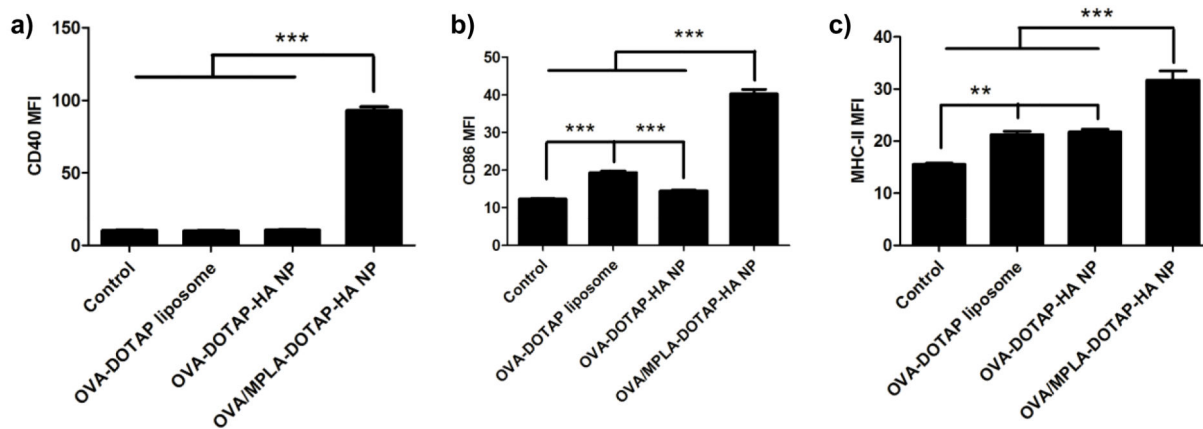 a)
CD40 MFI
150
100
50
0
***
Control
OVA-DOTAP liposome
OVA-DOTAP-HA NP
OVA/MPLA-DOTAP-HA NP
b)
CD86 MFI
50
40
30
20
10
0
***
***
***
Control
OVA-DOTAP liposome
OVA-DOTAP-HA NP
OVA/MPLA-DOTAP-HA NP
c)
MHC-II MFI
40
30
20
10
0
***
**
Control
OVA-DOTAP liposome
OVA-DOTAP-HA NP
OVA/MPLA-DOTAP-HA NP